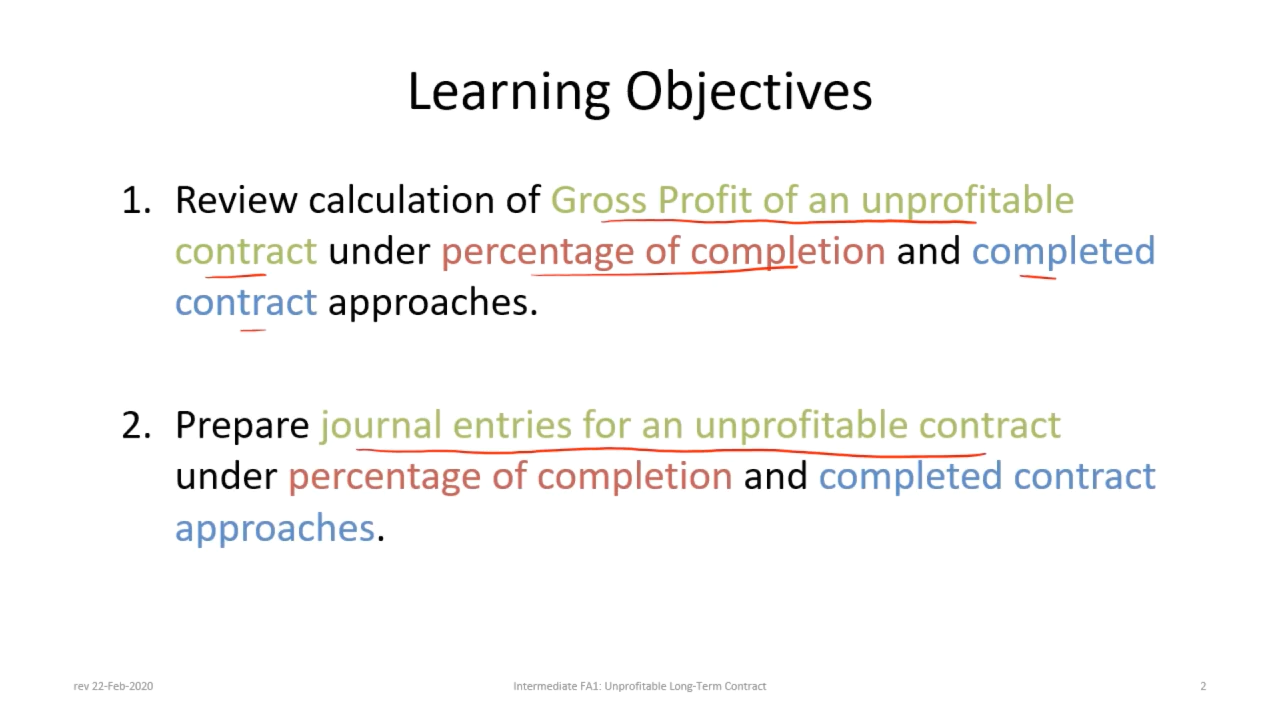 Learning Objectives
1. Review calculation of Gross Profit of an unprofitable
contract under percentage of completion and completed
contract approaches.
2. Prepare journal entries for an unprofitable contract
under percentage of completion and completed contract
approaches.
rev 22-Feb-2020 Intermediate FA1: Unprofitable Long-Term Contract 2